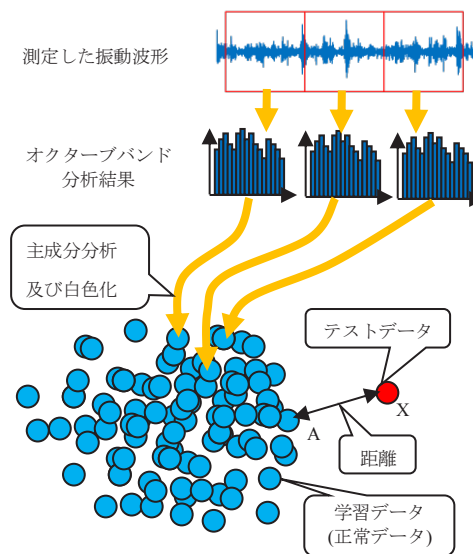 測定した振動波形
オクターブバンド
分析結果
主成分分析
及び白色化
テストデータ
A
X
距離
学習データ
(正常データ)